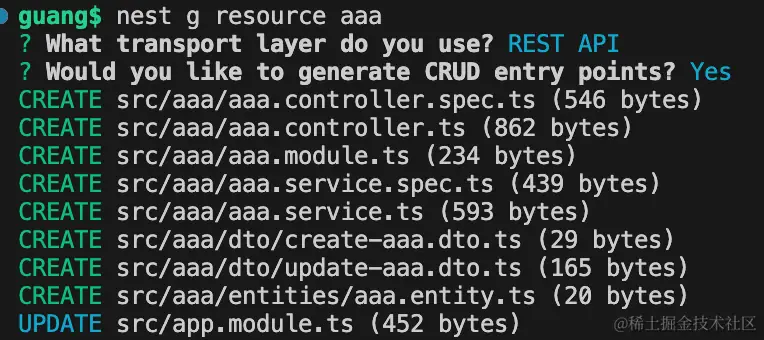 guang$ nest g resource aaa
? What transport layer do you use? REST API
? Would you like to generate CRUD entry points? Yes
CREATE src/aaa/aaa.controller.spec.ts (546 bytes)
CREATE src/aaa/aaa.controller.ts (862 bytes)
CREATE src/aaa/aaa.module.ts (234 bytes)
CREATE src/aaa/aaa.service.spec.ts (439 bytes)
CREATE src/aaa/aaa.service.ts (593 bytes)
CREATE src/aaa/dto/create-aaa.dto.ts (29 bytes)
CREATE src/aaa/dto/update-aaa.dto.ts (165 bytes)
CREATE src/aaa/entities/aaa.entity.ts (20 bytes)
UPDATE src/app.module.ts (452 bytes)
@稀土掘金技术社区